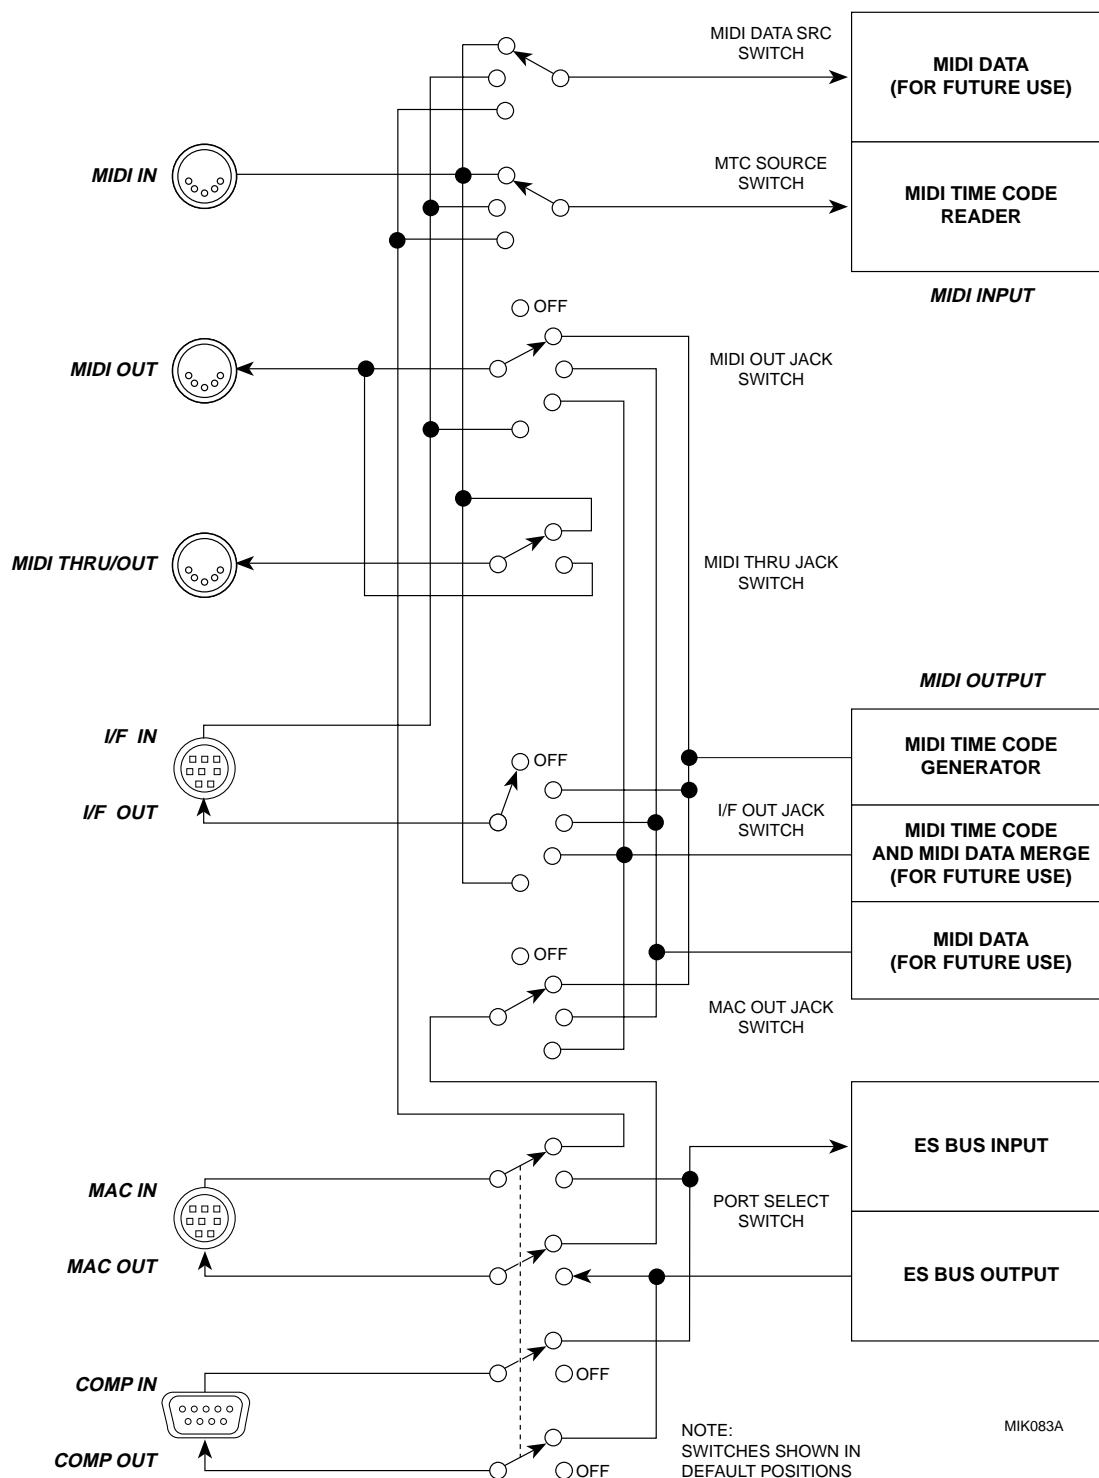 MIDI DATA SRC
SWITCH
MIDI DATA
(FOR FUTURE USE)
MIDI IN
MTC SOURCE
SWITCH
MIDI TIME CODE
READER
MIDI INPUT
OFF
MIDI OUT
MIDI OUT JACK
SWITCH
MIDI THRU/OUT
MIDI THRU JACK
SWITCH
MIDI OUTPUT
I/F IN
MIDI TIME CODE
GENERATOR
OFF
I/F OUT
I/F OUT JACK
SWITCH
MIDI TIME CODE
AND MIDI DATA MERGE
(FOR FUTURE USE)
MIDI DATA
(FOR FUTURE USE)
OFF
MAC OUT JACK
SWITCH
ES BUS INPUT
MAC IN
PORT SELECT
SWITCH
MAC OUT
ES BUS OUTPUT
COMP IN
OFF
COMP OUT
OFF
NOTE:
SWITCHES SHOWN IN
DEFAULT POSITIONS
MIK083A